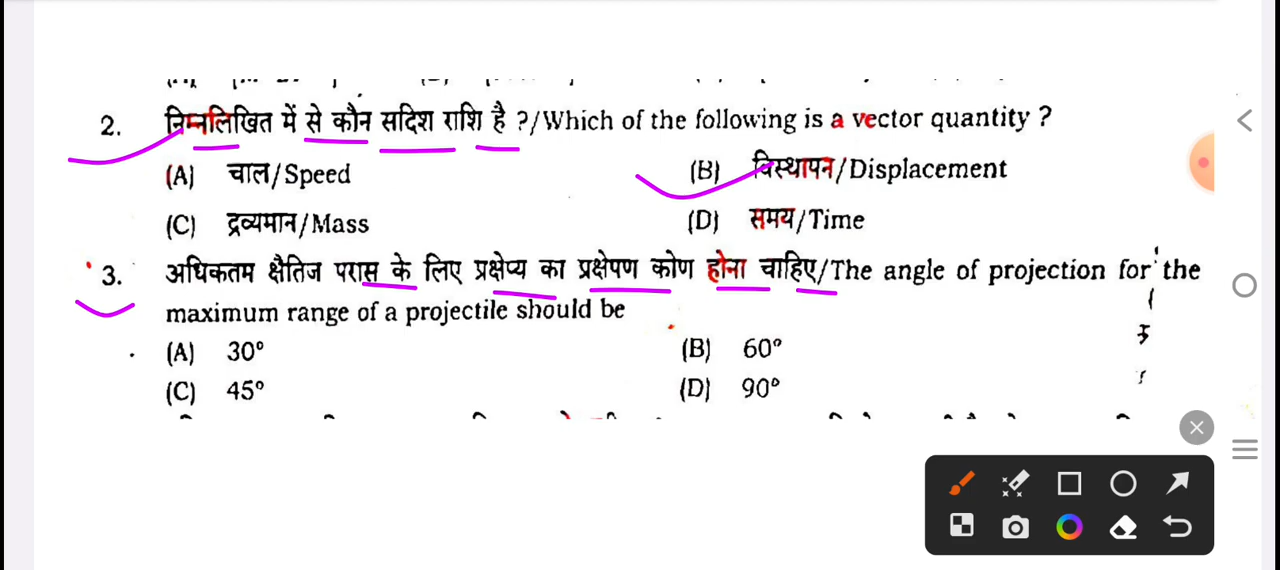 2. निम्नलिखित में से कौन सदिश राशि है ?/Which of the following is a vector quantity ?
(A) चाल/Speed (B) विस्थापन/Displacement
(C) द्रव्यमान/Mass (D) समय/Time
3. अधिकतम क्षैतिज परास के लिए प्रक्षेप्य का प्रक्षेपण कोण होना चाहिए/The angle of projection for the
maximum range of a projectile should be
(A) 30° (B) 60°
(C) 45° (D) 90°